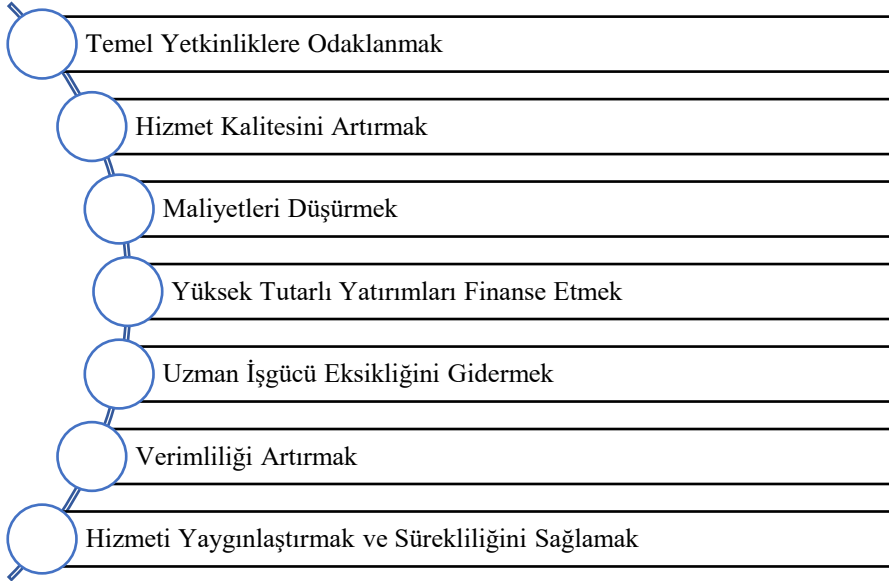 Temel Yetkinliklere Odaklanmak
Hizmet Kalitesini Artırmak
Maliyetleri Düşürmek
Yüksek Tutarlı Yatırımları Finanse Etmek
Uzman İşgücü Eksikliğini Gidermek
Verimliliği Artırmak
Hizmeti Yaygınlaştırmak ve Sürekliliğini Sağlamak